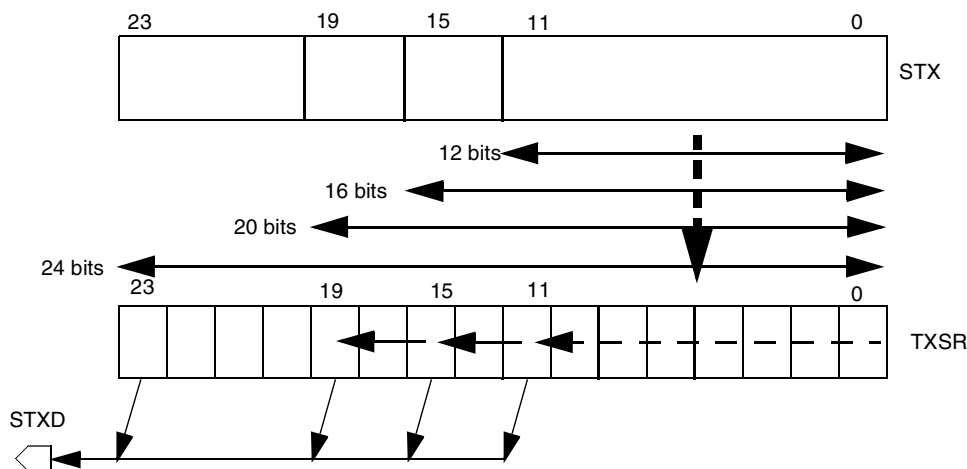 23 19 15 11 0
STX
12 bits
16 bits
20 bits
24 bits
23 19 15 11 0
TXSR
STXD